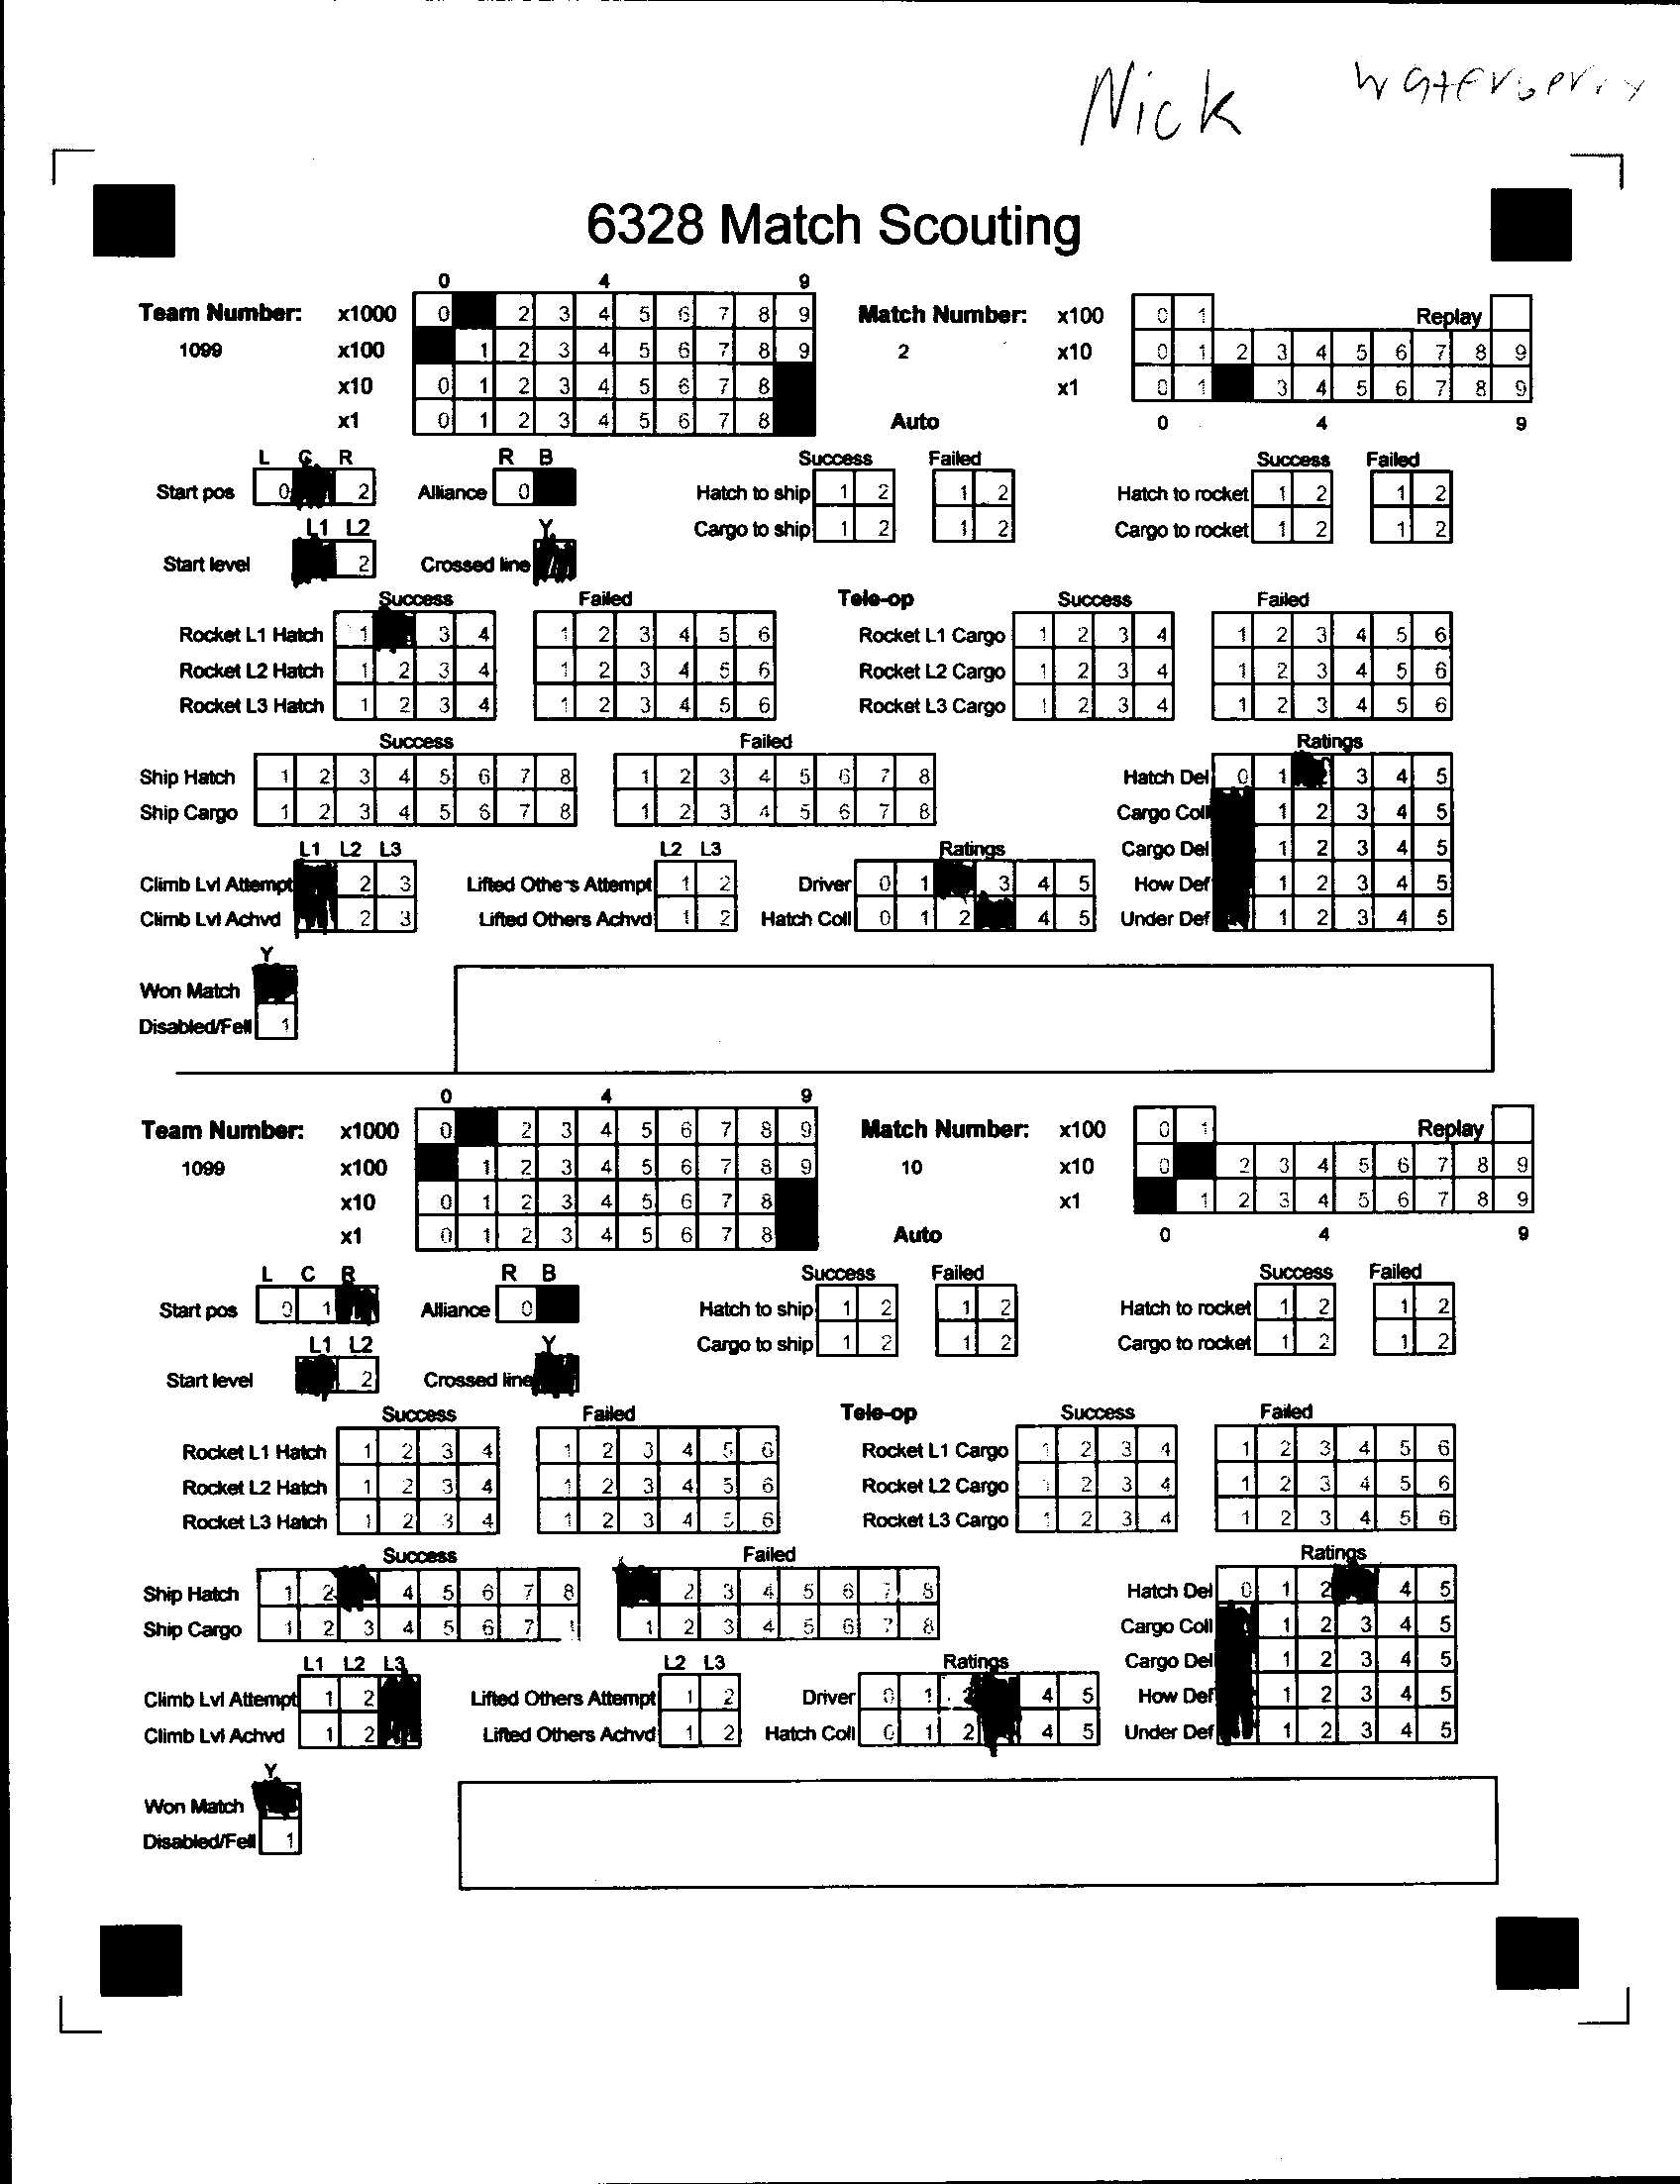 Nick Waterberry
6328 Match Scouting
0 4 9
Team Number: x1000 0 2 3 4 5 6 7 8 9 Match Number: x100 0 1 Replay
1099 x100 1 2 3 4 5 6 7 8 9 2 x10 0 1 2 3 4 5 6 7 8 9
x10 0 1 2 3 4 5 6 7 8 x1 0 1 3 4 5 6 7 8 9
x1 0 1 2 3 4 5 6 7 8 Auto 0 4 9
L C R R B Success Failed Success Failed
Start pos 0 2 Alliance 0 Hatch to ship 1 2 1 2 Hatch to rocket 1 2 1 2
L1 L2 Y Cargo to ship 1 2 1 2 Cargo to rocket 1 2 1 2
Start level 2 Crossed line
Success Failed Tele-op Success Failed
Rocket L1 Hatch 1 3 4 1 2 3 4 5 6 Rocket L1 Cargo 1 2 3 4 1 2 3 4 5 6
Rocket L2 Hatch 1 2 3 4 1 2 3 4 5 6 Rocket L2 Cargo 1 2 3 4 1 2 3 4 5 6
Rocket L3 Hatch 1 2 3 4 1 2 3 4 5 6 Rocket L3 Cargo 1 2 3 4 1 2 3 4 5 6
Success Failed Ratings
Ship Hatch 1 2 3 4 5 6 7 8 1 2 3 4 5 6 7 8 Hatch Del 0 1 3 4 5
Ship Cargo 1 2 3 4 5 6 7 8 1 2 3 4 5 6 7 8 Cargo Coll 1 2 3 4 5
L1 L2 L3 L2 L3 Ratings Cargo Del 1 2 3 4 5
Climb Lvl Attempt 2 3 Lifted Others Attempt 1 2 Driver 0 1 3 4 5 How Def 1 2 3 4 5
Climb Lvl Achvd 2 3 Lifted Others Achvd 1 2 Hatch Coll 0 1 2 4 5 Under Def 1 2 3 4 5
Y
Won Match
Disabled/Fell 1
0 4 9
Team Number: x1000 0 2 3 4 5 6 7 8 9 Match Number: x100 0 1 Replay
1099 x100 1 2 3 4 5 6 7 8 9 10 x10 0 2 3 4 5 6 7 8 9
x10 0 1 2 3 4 5 6 7 8 x1 1 2 3 4 5 6 7 8 9
x1 0 1 2 3 4 5 6 7 8 Auto 0 4 9
L C R R B Success Failed Success Failed
Start pos 0 1 Alliance 0 Hatch to ship 1 2 1 2 Hatch to rocket 1 2 1 2
L1 L2 Y Cargo to ship 1 2 1 2 Cargo to rocket 1 2 1 2
Start level 2 Crossed line
Success Failed Tele-op Success Failed
Rocket L1 Hatch 1 2 3 4 1 2 3 4 5 6 Rocket L1 Cargo 1 2 3 4 1 2 3 4 5 6
Rocket L2 Hatch 1 2 3 4 1 2 3 4 5 6 Rocket L2 Cargo 1 2 3 4 1 2 3 4 5 6
Rocket L3 Hatch 1 2 3 4 1 2 3 4 5 6 Rocket L3 Cargo 1 2 3 4 1 2 3 4 5 6
Success Failed Ratings
Ship Hatch 1 2 4 5 6 7 8 2 3 4 5 6 7 8 Hatch Del 0 1 2 4 5
Ship Cargo 1 2 3 4 5 6 7 1 2 3 4 5 6 7 8 Cargo Coll 1 2 3 4 5
L1 L2 L3 L2 L3 Ratings Cargo Del 1 2 3 4 5
Climb Lvl Attempt 1 2 Lifted Others Attempt 1 2 Driver 0 1 2 4 5 How Def 1 2 3 4 5
Climb Lvl Achvd 1 2 Lifted Others Achvd 1 2 Hatch Coll 0 1 2 4 5 Under Def 1 2 3 4 5
Y
Won Match
Disabled/Fell 1